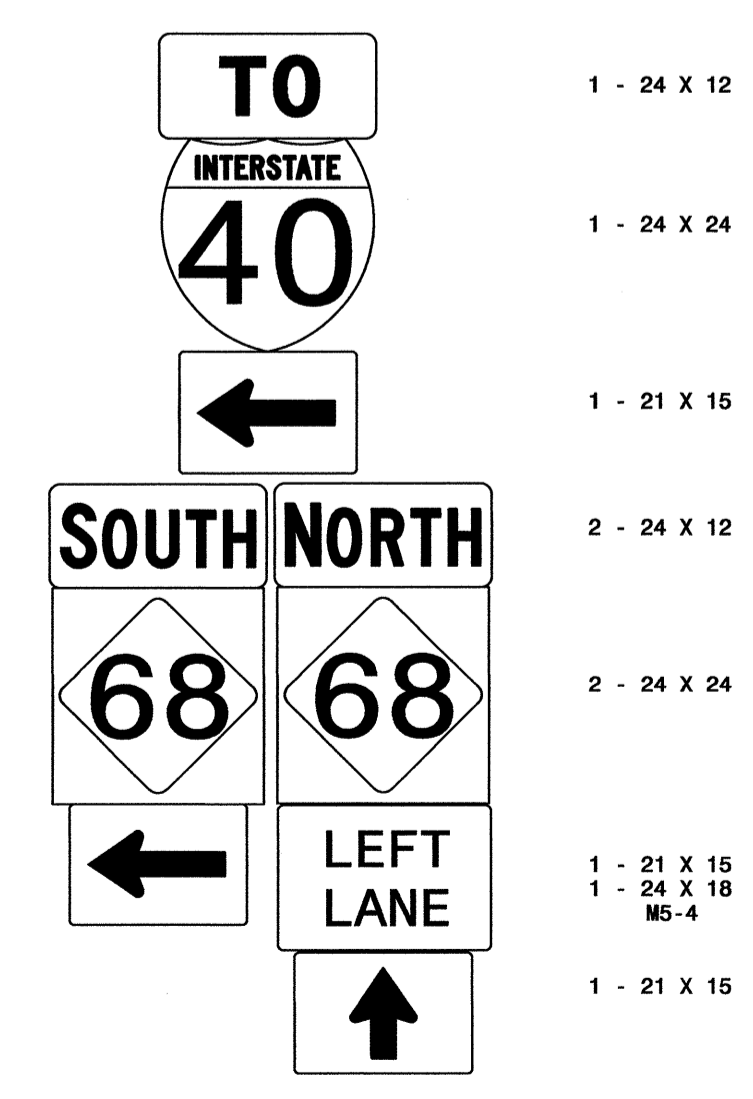 TO
1 - 24 X 12
INTERSTATE
40
1 - 24 X 24
1 - 21 X 15
SOUTH NORTH
2 - 24 X 12
68 68
2 - 24 X 24
LEFT
LANE
1 - 21 X 15
1 - 24 X 18
M5-4
1 - 21 X 15